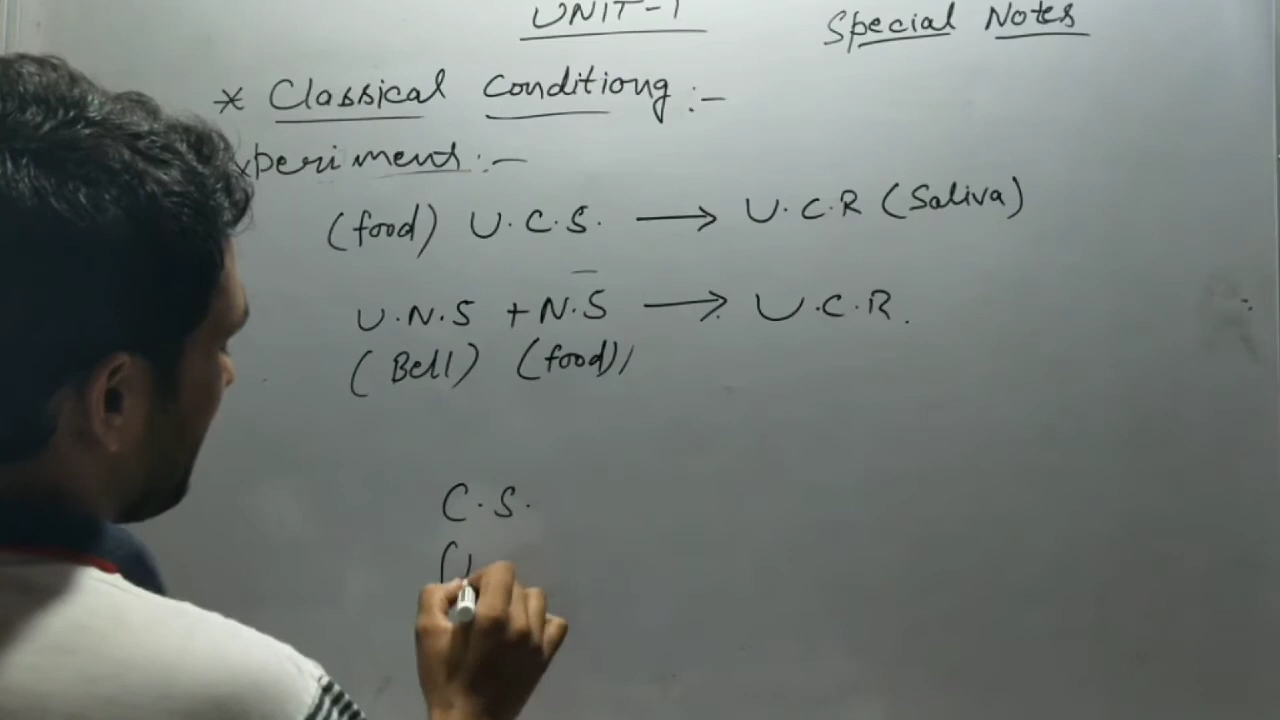 UNIT-1
Special Notes
* Classical Conditiong :-
xperiment :-
(food) U.C.S. → U.C.R (Saliva)
U.N.S + N.S → U.C.R.
(Bell) (food)
C.S.
(